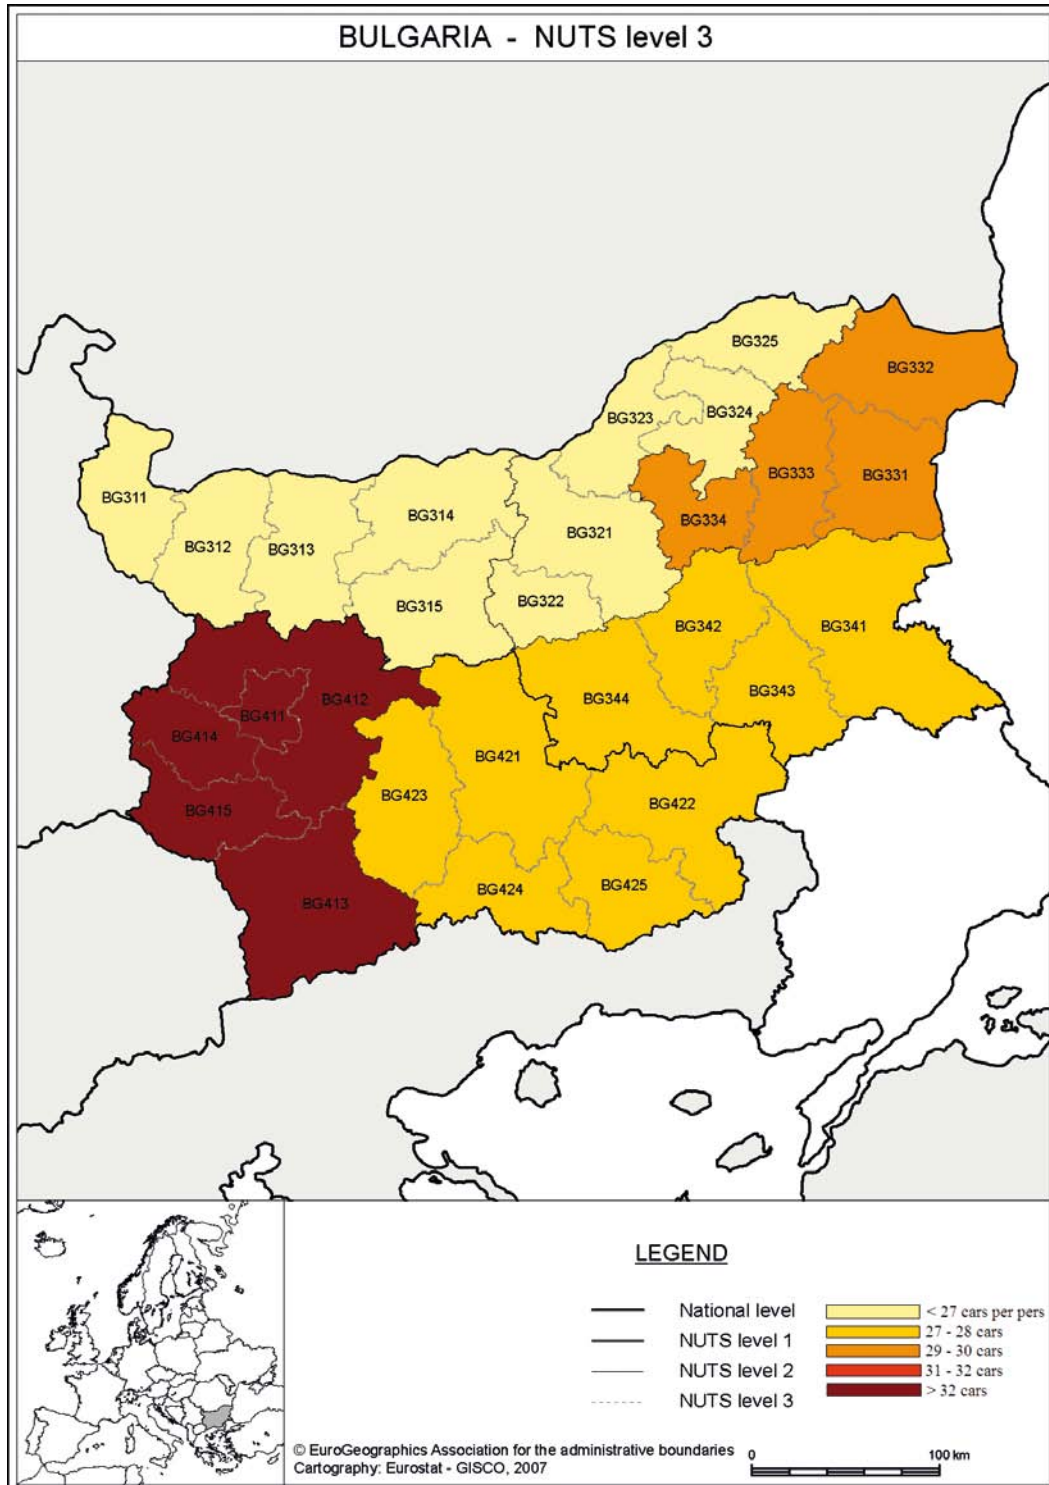 BULGARIA - NUTS level 3
BG325
BG332
BG323
BG324
BG331
BG333
BG311
BG314
BG334
BG321
BG312
BG313
BG315
BG322
BG342
BG341
BG343
BG412
BG344
BG411
BG414
BG421
BG423
BG422
BG415
BG424
BG425
BG413
LEGEND
National level
NUTS level 1
NUTS level 2
NUTS level 3
< 27 cars per pers
27 - 28 cars
29 - 30 cars
31 - 32 cars
> 32 cars
© EuroGeographics Association for the administrative boundaries
Cartography: Eurostat - GISCO, 2007
0 100 km